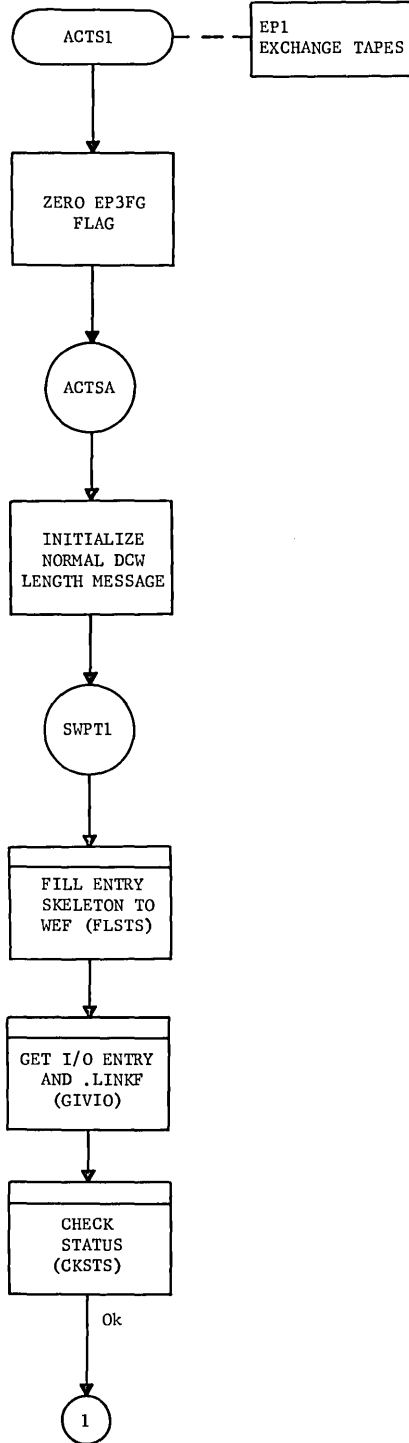 ACTS1
EP1
EXCHANGE TAPES
ZERO EP3FG
FLAG
ACTSA
INITIALIZE
NORMAL DCW
LENGTH MESSAGE
SWPT1
FILL ENTRY
SKELETON TO
WEF (FLSTS)
GET I/O ENTRY
AND .LINKF
(GIVIO)
CHECK
STATUS
(CKSTS)
Ok
1